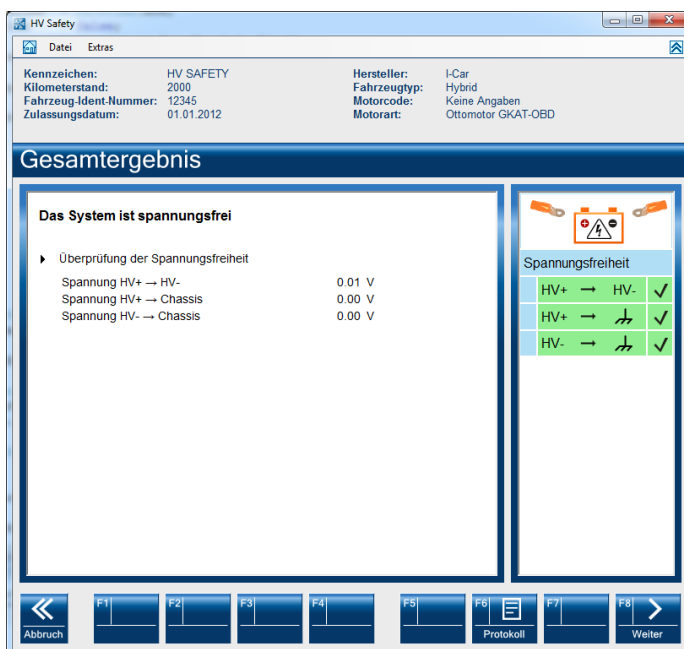 HV Safety
Datei Extras
Kennzeichen: HV SAFETY
Kilometerstand: 2000
Fahrzeug-Ident-Nummer: 12345
Zulassungsdatum: 01.01.2012
Hersteller: I-Car
Fahrzeugtyp: Hybrid
Motorcode: Keine Angaben
Motorart: Ottomotor GKAT-OBD
Gesamtergebnis
Das System ist spannungsfrei
Überprüfung der Spannungsfreiheit
Spannung HV+ → HV- 0.01 V
Spannung HV+ → Chassis 0.00 V
Spannung HV- → Chassis 0.00 V
Spannungsfreiheit
HV+ → HV- ✓
HV+ → ✓
HV- → ✓
Abbruch
F1
F2
F3
F4
F5
F6 Protokoll
F7
F8 Weiter